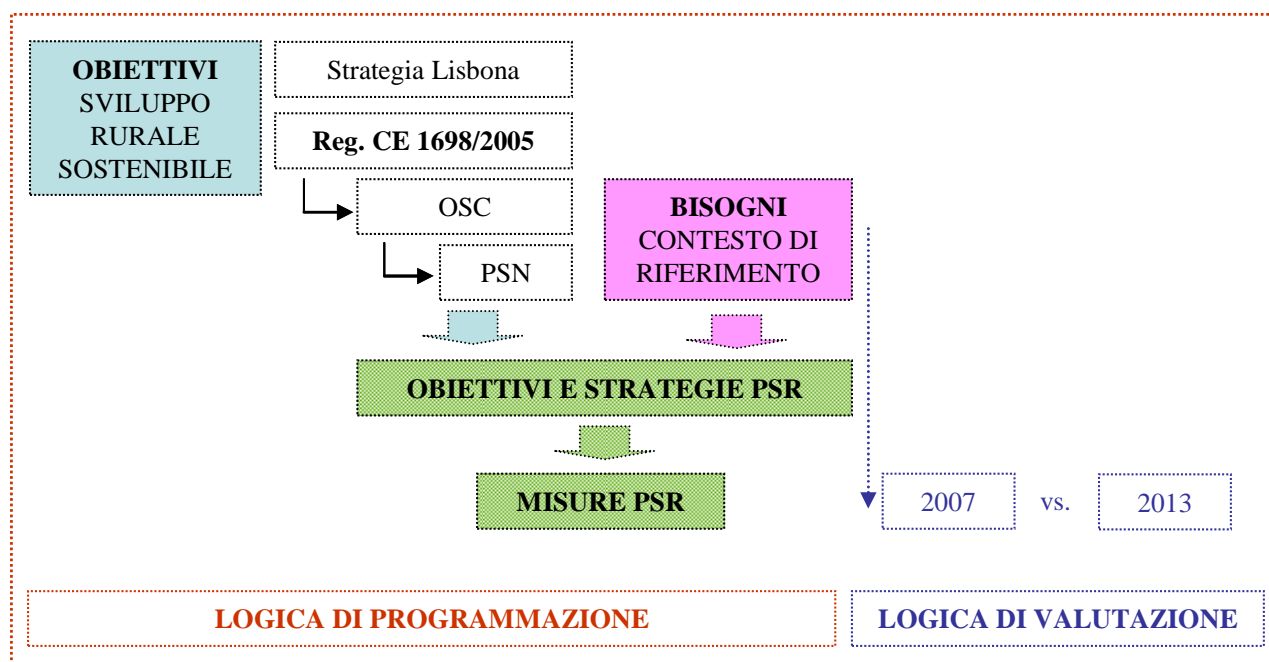 OBIETTIVI
SVILUPPO
RURALE
SOSTENIBILE
Strategia Lisbona
Reg. CE 1698/2005
OSC
PSN
BISOGNI
CONTESTO DI
RIFERIMENTO
OBIETTIVI E STRATEGIE PSR
MISURE PSR
2007 vs. 2013
LOGICA DI PROGRAMMAZIONE
LOGICA DI VALUTAZIONE